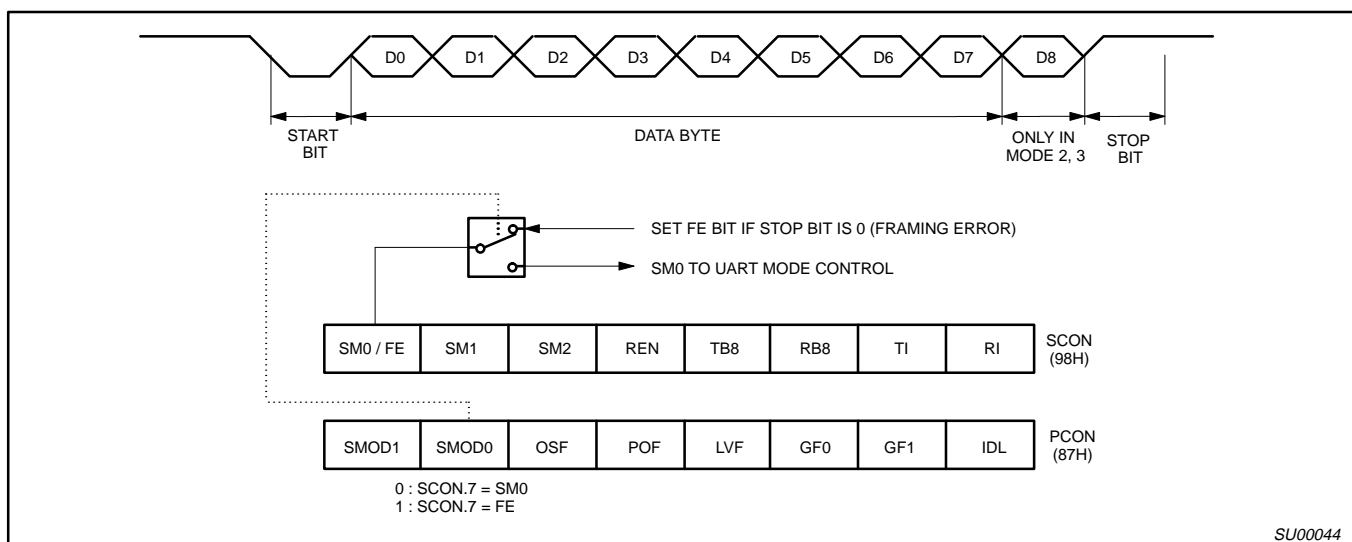 D0 D1 D2 D3 D4 D5 D6 D7 D8
START
BIT
DATA BYTE
ONLY IN
MODE 2, 3
STOP
BIT
SET FE BIT IF STOP BIT IS 0 (FRAMING ERROR)
SM0 TO UART MODE CONTROL
SM0 / FE SM1 SM2 REN TB8 RB8 TI RI
SCON
(98H)
SMOD1 SMOD0 OSF POF LVF GF0 GF1 IDL
PCON
(87H)
0 : SCON.7 = SM0
1 : SCON.7 = FE
SU00044